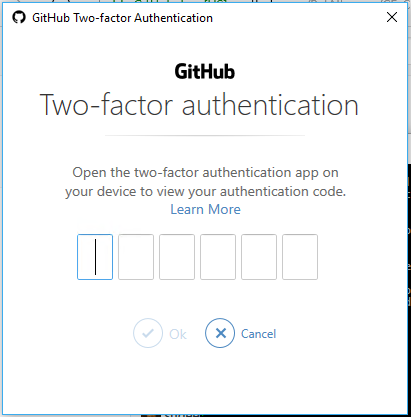 GitHub Two-factor Authentication
GitHub
Two-factor authentication
Open the two-factor authentication app on
your device to view your authentication code.
Learn More
Ok
Cancel